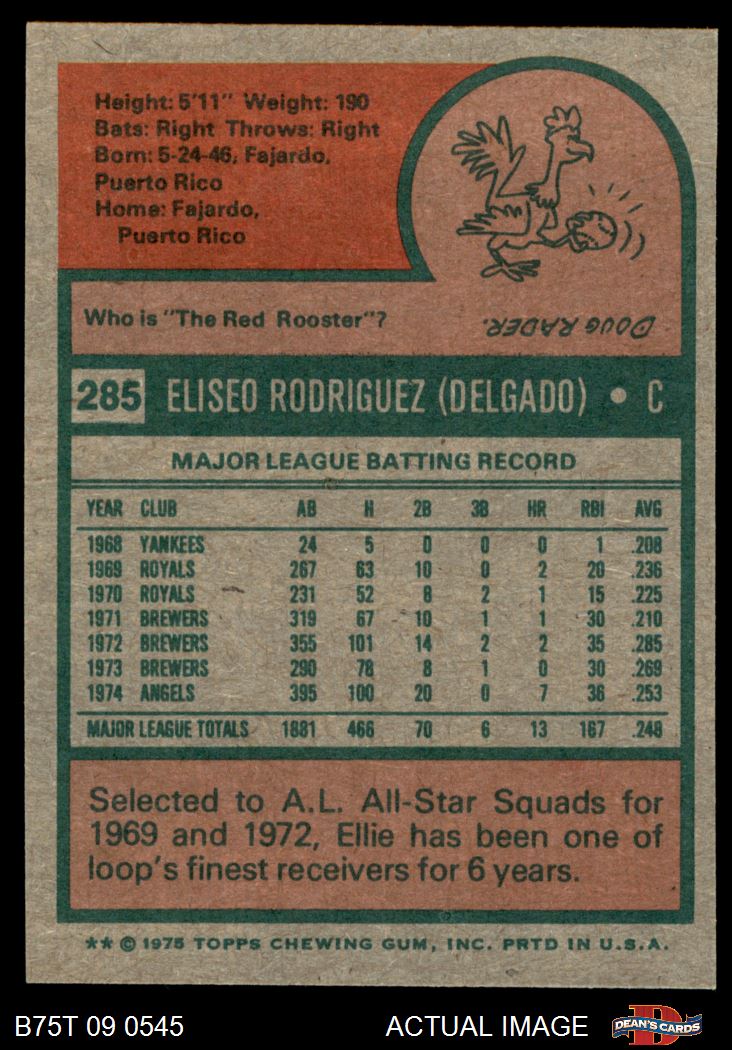 Height: 5'11" Weight: 190
Bats: Right Throws: Right
Born: 5-24-46, Fajardo,
Puerto Rico
Home: Fajardo,
Puerto Rico
Who is "The Red Rooster"?
DOUG RADER.
285 ELISEO RODRIGUEZ (DELGADO) • C
MAJOR LEAGUE BATTING RECORD
YEAR CLUB AB H 2B 3B HR RBI AVG
1968 YANKEES 24 5 0 0 0 1 .208
1969 ROYALS 267 63 10 0 2 20 .236
1970 ROYALS 231 52 8 2 1 15 .225
1971 BREWERS 319 67 10 1 1 30 .210
1972 BREWERS 355 101 14 2 2 35 .285
1973 BREWERS 290 78 8 1 0 30 .269
1974 ANGELS 395 100 20 0 7 36 .253
MAJOR LEAGUE TOTALS 1881 466 70 6 13 167 .248
Selected to A.L. All-Star Squads for
1969 and 1972, Ellie has been one of
loop's finest receivers for 6 years.
** © 1975 TOPPS CHEWING GUM, INC. PRTD IN U.S.A.
B75T 09 0545 ACTUAL IMAGE
D
DEAN'S CARDS